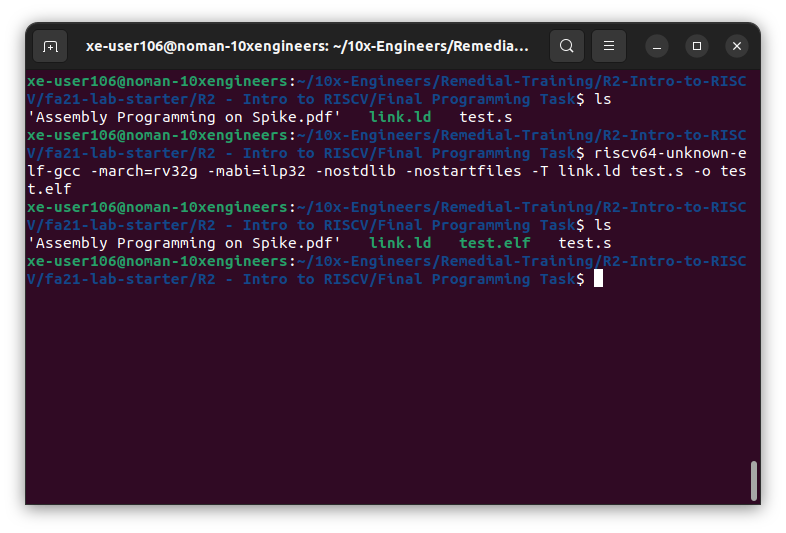 xe-user106@noman-10xengineers: ~/10x-Engineers/Remedia...
xe-user106@noman-10xengineers:~/10x-Engineers/Remedial-Training/R2-Intro-to-RISC
V/fa21-lab-starter/R2 - Intro to RISCV/Final Programming Task$ ls
'Assembly Programming on Spike.pdf'   link.ld   test.s
xe-user106@noman-10xengineers:~/10x-Engineers/Remedial-Training/R2-Intro-to-RISC
V/fa21-lab-starter/R2 - Intro to RISCV/Final Programming Task$ riscv64-unknown-e
lf-gcc -march=rv32g -mabi=ilp32 -nostdlib -nostartfiles -T link.ld test.s -o tes
t.elf
xe-user106@noman-10xengineers:~/10x-Engineers/Remedial-Training/R2-Intro-to-RISC
V/fa21-lab-starter/R2 - Intro to RISCV/Final Programming Task$ ls
'Assembly Programming on Spike.pdf'   link.ld   test.elf   test.s
xe-user106@noman-10xengineers:~/10x-Engineers/Remedial-Training/R2-Intro-to-RISC
V/fa21-lab-starter/R2 - Intro to RISCV/Final Programming Task$